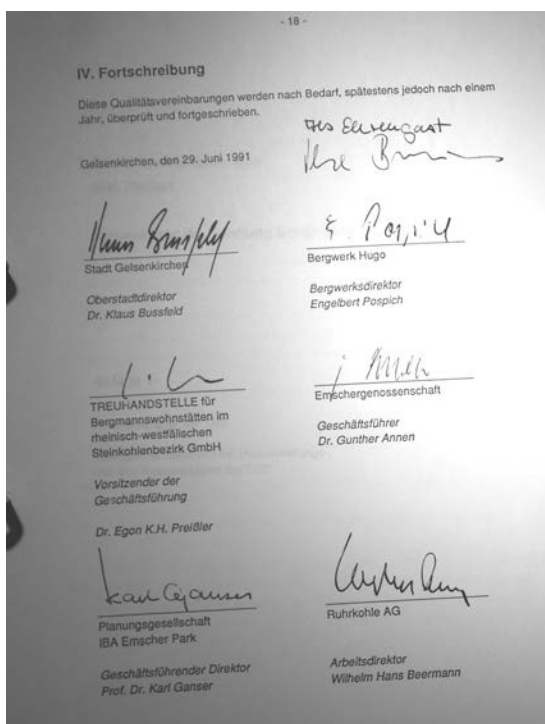 - 18 -
IV. Fortschreibung
Diese Qualitätsvereinbarungen werden nach Bedarf, spätestens jedoch nach einem
Jahr, überprüft und fortgeschrieben.
Als Ehrengast
Gelsenkirchen, den 29. Juni 1991
Stadt Gelsenkirchen
Oberstadtdirektor
Dr. Klaus Bussfeld
Bergwerk Hugo
Bergwerksdirektor
Engelbert Pospich
TREUHANDSTELLE für
Bergmannswohnstätten im
rheinisch-westfälischen
Steinkohlenbezirk GmbH
Vorsitzender der
Geschäftsführung
Dr. Egon K.H. Preißler
Emschergenossenschaft
Geschäftsführer
Dr. Gunther Annen
Karl Ganser
Planungsgesellschaft
IBA Emscher Park
Geschäftsführender Direktor
Prof. Dr. Karl Ganser
Ruhrkohle AG
Arbeitsdirektor
Wilhelm Hans Beermann